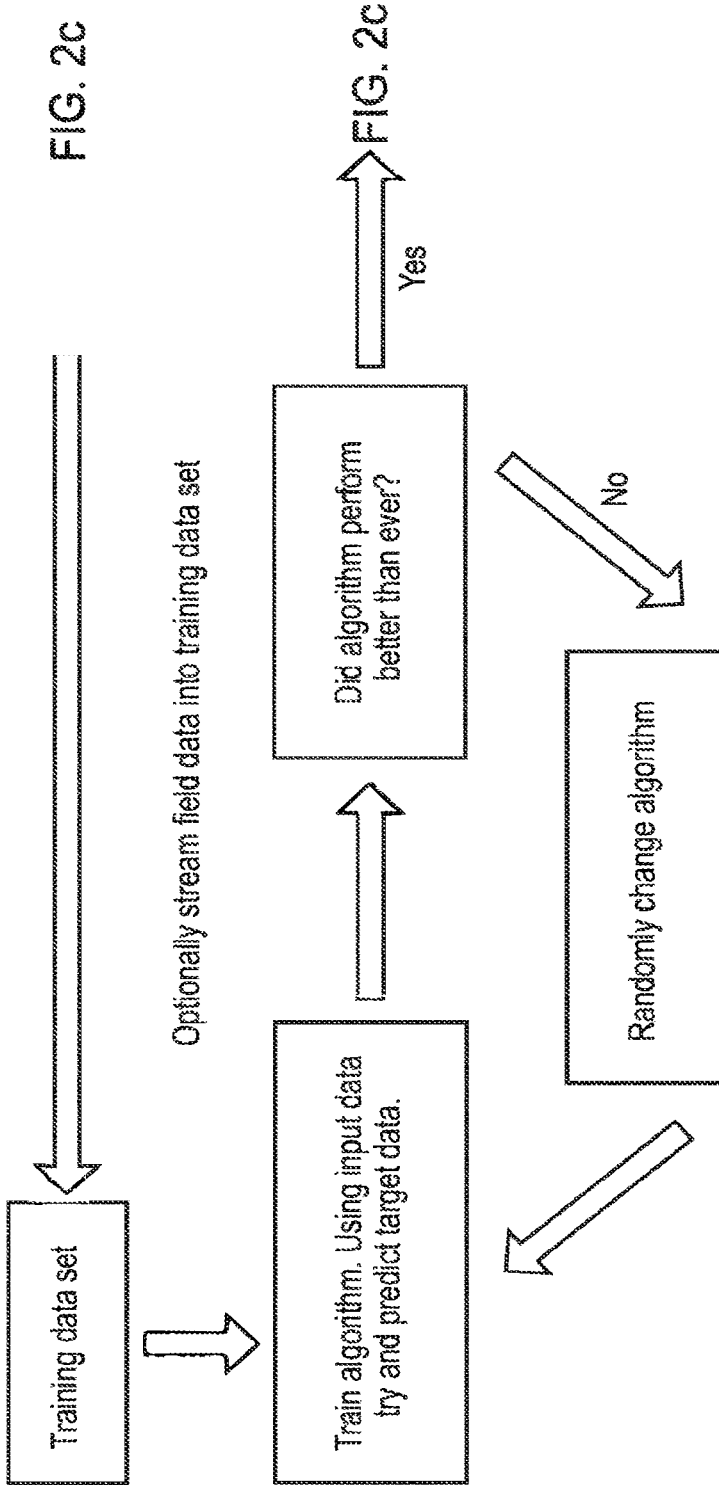 Training data set
FIG. 2c
Optionally stream field data into training data set
Train algorithm. Using input data
try and predict target data.
Did algorithm perform
better than ever?
Yes
FIG. 2c
No
Randomly change algorithm